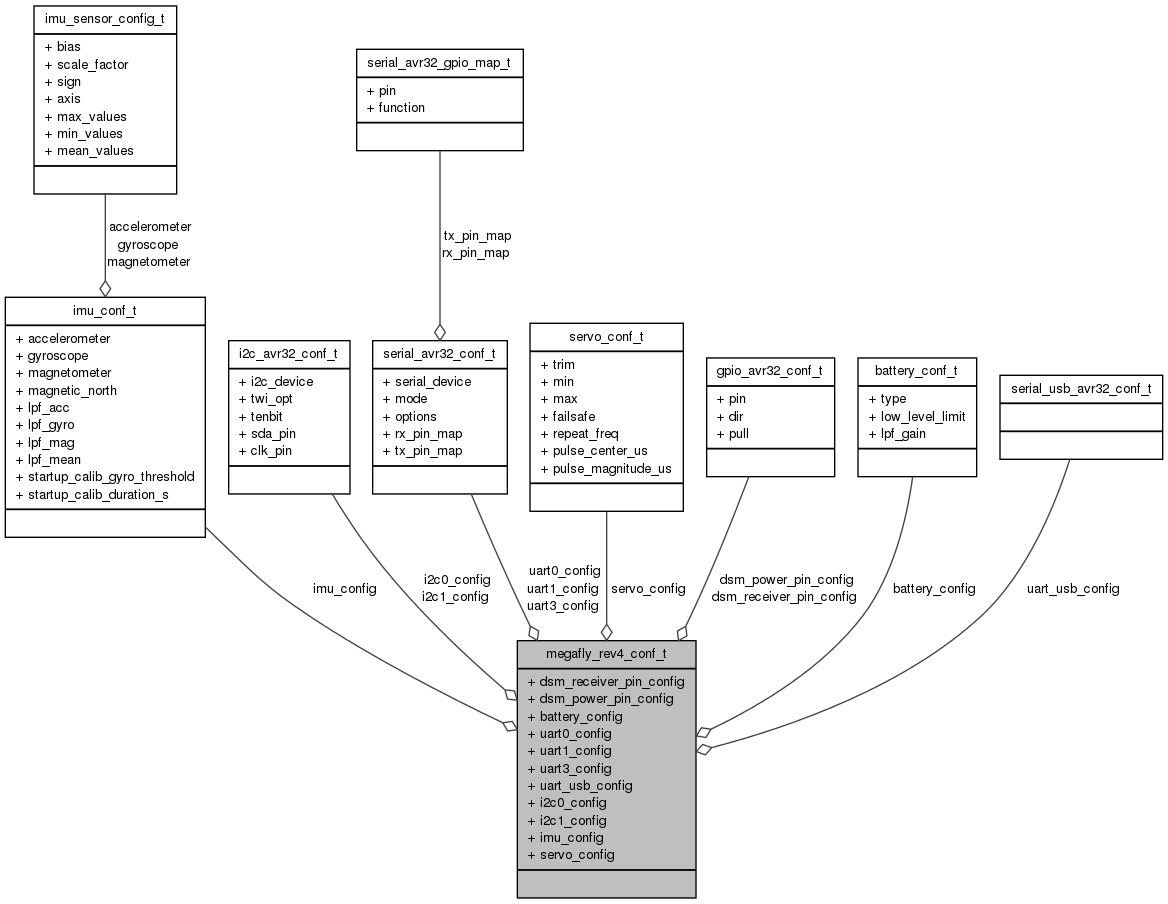 imu_sensor_config_t
+ bias
+ scale_factor
+ sign
+ axis
+ max_values
+ min_values
+ mean_values
serial_avr32_gpio_map_t
+ pin
+ function
accelerometer
gyroscope
magnetometer
tx_pin_map
rx_pin_map
imu_conf_t
+ accelerometer
+ gyroscope
+ magnetometer
+ magnetic_north
+ lpf_acc
+ lpf_gyro
+ lpf_mag
+ lpf_mean
+ startup_calib_gyro_threshold
+ startup_calib_duration_s
i2c_avr32_conf_t
+ i2c_device
+ twi_opt
+ tenbit
+ sda_pin
+ clk_pin
serial_avr32_conf_t
+ serial_device
+ mode
+ options
+ rx_pin_map
+ tx_pin_map
servo_conf_t
+ trim
+ min
+ max
+ failsafe
+ repeat_freq
+ pulse_center_us
+ pulse_magnitude_us
gpio_avr32_conf_t
+ pin
+ dir
+ pull
battery_conf_t
+ type
+ low_level_limit
+ lpf_gain
serial_usb_avr32_conf_t
imu_config
i2c0_config
i2c1_config
uart0_config
uart1_config
uart3_config
servo_config
dsm_power_pin_config
dsm_receiver_pin_config
battery_config
uart_usb_config
megafly_rev4_conf_t
+ dsm_receiver_pin_config
+ dsm_power_pin_config
+ battery_config
+ uart0_config
+ uart1_config
+ uart3_config
+ uart_usb_config
+ i2c0_config
+ i2c1_config
+ imu_config
+ servo_config